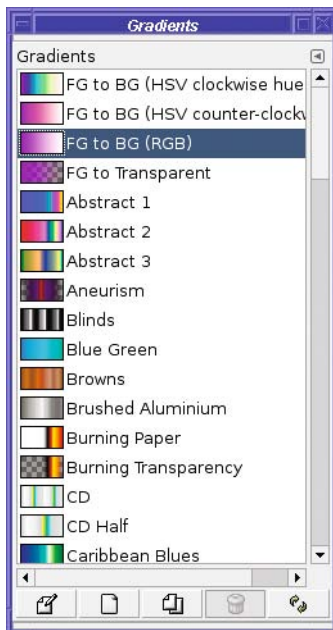 Gradients
Gradients
FG to BG (HSV clockwise hue
FG to BG (HSV counter-clockw
FG to BG (RGB)
FG to Transparent
Abstract 1
Abstract 2
Abstract 3
Aneurism
Blinds
Blue Green
Browns
Brushed Aluminium
Burning Paper
Burning Transparency
CD
CD Half
Caribbean Blues